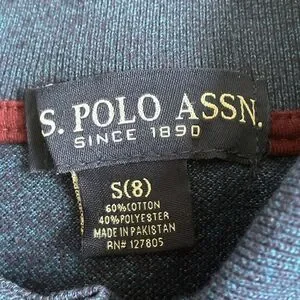 S. POLO ASSN.
SINCE 1890
S(8)
60%COTTON
40%POLYESTER
MADE IN PAKISTAN
RN# 127805